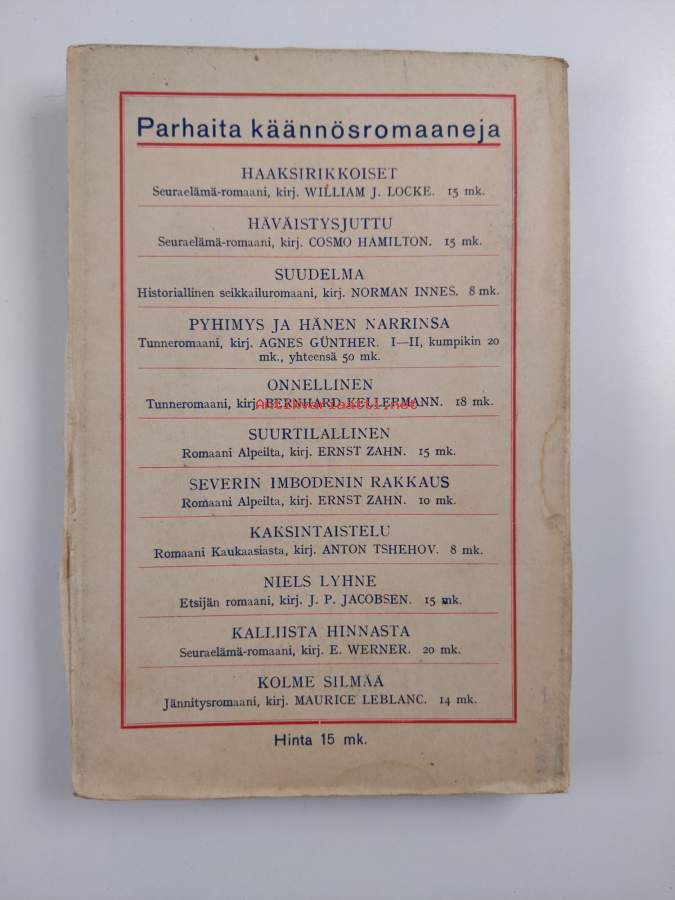 Parhaita käännösromaaneja
HAAKSIRIKKOISET
Seuraelämä-romaani, kirj. WILLIAM J. LOCKE. 15 mk.
HÄVÄISTYSJUTTU
Seuraelämä-romaani, kirj. COSMO HAMILTON. 15 mk.
SUUDELMA
Historiallinen seikkailuromaani, kirj. NORMAN INNES. 8 mk.
PYHIMYS JA HÄNEN NARRINSA
Tunneromaani, kirj. AGNES GÜNTHER. I—II, kumpikin 20
mk., yhteensä 50 mk.
ONNELLINEN
Tunneromaani, kirj. BERNHARD KELLERMANN. 18 mk.
Antikvariaatti.net
SUURTILALLINEN
Romaani Alpeilta, kirj. ERNST ZAHN. 15 mk.
SEVERIN IMBODENIN RAKKAUS
Romaani Alpeilta, kirj. ERNST ZAHN. 10 mk.
KAKSINTAISTELU
Romaani Kaukaasiasta, kirj. ANTON TSHEHOV. 8 mk.
NIELS LYHNE
Etsijän romaani, kirj. J. P. JACOBSEN. 15 mk.
KALLIISTA HINNASTA
Seuraelämä-romaani, kirj. E. WERNER. 20 mk.
KOLME SILMÄÄ
Jännitysromaani, kirj. MAURICE LEBLANC. 14 mk.
Hinta 15 mk.